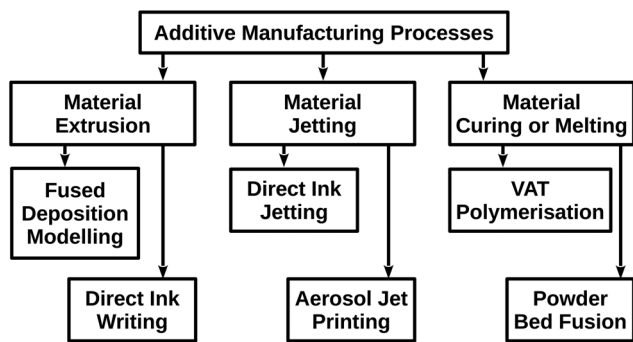 Additive Manufacturing Processes
Material
Extrusion
Material
Jetting
Material
Curing or Melting
Fused
Deposition
Modelling
Direct Ink
Jetting
VAT
Polymerisation
Direct Ink
Writing
Aerosol Jet
Printing
Powder
Bed Fusion